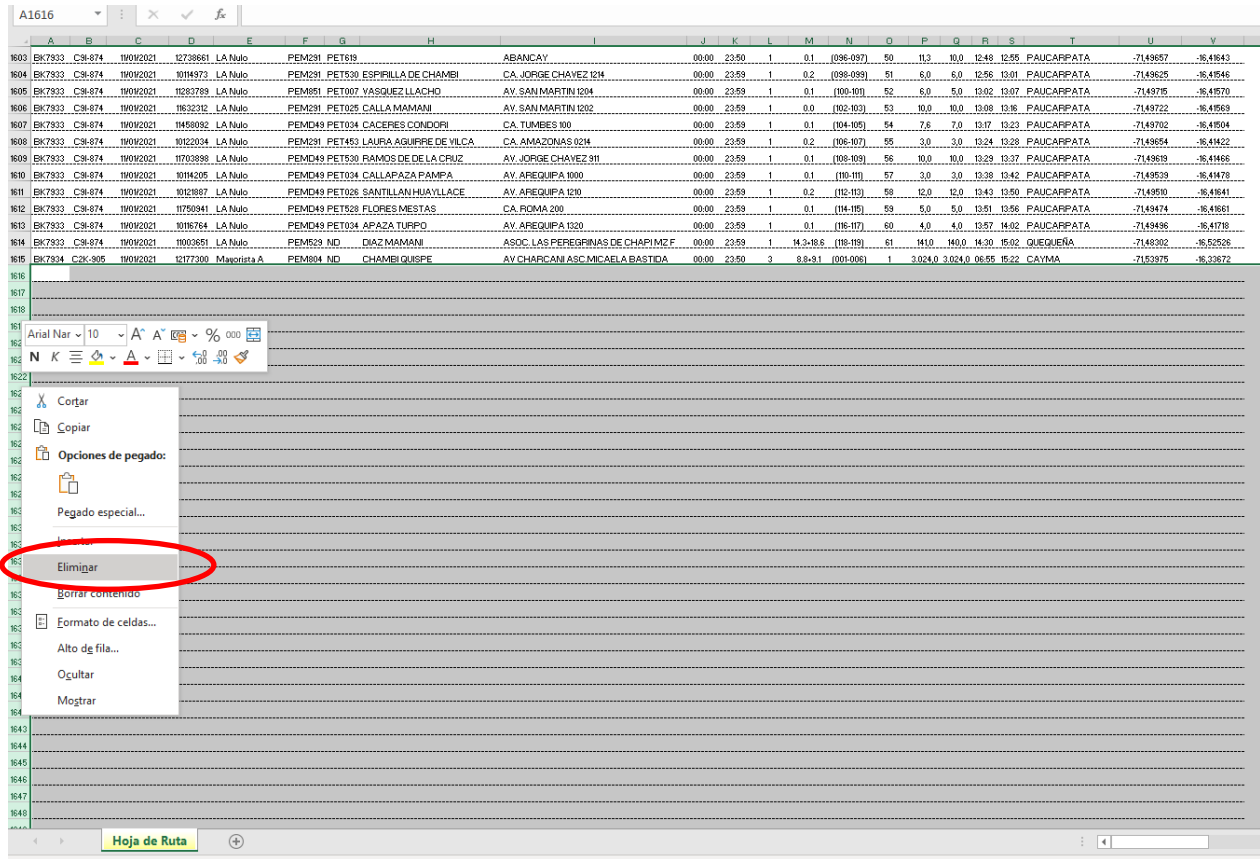 A1616 fx
A B C D E F G H I J K L M N O P Q R S T U V
1603 BK7933 C9I-874 11/01/2021 12738661 LA Nulo PEM291 PET619 ABANCAY 00:00 23:50 1 0.1 (096-097) 50 11,3 10,0 12:48 12:55 PAUCARPATA -71,49657 -16,41643
1604 BK7933 C9I-874 11/01/2021 10114973 LA Nulo PEM291 PET530 ESPIRILLA DE CHAMBI CA. JORGE CHAVEZ 1214 00:00 23:59 1 0.2 (098-099) 51 6,0 6,0 12:56 13:01 PAUCARPATA -71,49625 -16,41546
1605 BK7933 C9I-874 11/01/2021 11283789 LA Nulo PEM851 PET007 VASQUEZ LLACHO AV. SAN MARTIN 1204 00:00 23:59 1 0.1 (100-101) 52 6,0 5,0 13:02 13:07 PAUCARPATA -71,49715 -16,41570
1606 BK7933 C9I-874 11/01/2021 11632312 LA Nulo PEM291 PET025 CALLA MAMANI AV. SAN MARTIN 1202 00:00 23:59 1 0.0 (102-103) 53 10,0 10,0 13:08 13:16 PAUCARPATA -71,49722 -16,41569
1607 BK7933 C9I-874 11/01/2021 11458092 LA Nulo PEMD49 PET034 CACERES CONDORI CA. TUMBES 100 00:00 23:59 1 0.1 (104-105) 54 7,6 7,0 13:17 13:23 PAUCARPATA -71,49702 -16,41504
1608 BK7933 C9I-874 11/01/2021 10122034 LA Nulo PEM291 PET453 LAURA AGUIRRE DE VILCA CA. AMAZONAS 0214 00:00 23:59 1 0.2 (106-107) 55 3,0 3,0 13:24 13:28 PAUCARPATA -71,49654 -16,41422
1609 BK7933 C9I-874 11/01/2021 11703898 LA Nulo PEMD49 PET530 RAMOS DE DE LA CRUZ AV. JORGE CHAVEZ 911 00:00 23:59 1 0.1 (108-109) 56 10,0 10,0 13:29 13:37 PAUCARPATA -71,49619 -16,41466
1610 BK7933 C9I-874 11/01/2021 10114205 LA Nulo PEMD49 PET034 CALLAPAZA PAMPA AV. AREQUIPA 1000 00:00 23:59 1 0.1 (110-111) 57 3,0 3,0 13:38 13:42 PAUCARPATA -71,49539 -16,41478
1611 BK7933 C9I-874 11/01/2021 10121887 LA Nulo PEMD49 PET026 SANTILLAN HUAYLLACE AV. AREQUIPA 1210 00:00 23:59 1 0.2 (112-113) 58 12,0 12,0 13:43 13:50 PAUCARPATA -71,49510 -16,41641
1612 BK7933 C9I-874 11/01/2021 11750941 LA Nulo PEMD49 PET528 FLORES MESTAS CA. ROMA 200 00:00 23:59 1 0.1 (114-115) 59 5,0 5,0 13:51 13:56 PAUCARPATA -71,49474 -16,41661
1613 BK7933 C9I-874 11/01/2021 10116764 LA Nulo PEMD49 PET034 APAZA TURPO AV. AREQUIPA 1320 00:00 23:59 1 0.1 (116-117) 60 4,0 4,0 13:57 14:02 PAUCARPATA -71,49496 -16,41718
1614 BK7933 C9I-874 11/01/2021 11003651 LA Nulo PEM529 ND DIAZ MAMANI ASOC. LAS PEREGRINAS DE CHAPI MZ F 00:00 23:59 1 14.3+18.6 (118-119) 61 141,0 140,0 14:30 15:02 QUEQUEÑA -71,48302 -16,52526
1615 BK7934 C2K-905 11/01/2021 12177300 Mayorista A PEM804 ND CHAMBI QUISPE AV CHARCANI ASC.MICAELA BASTIDA 00:00 23:59 3 8.8+9.1 (001-006) 1 3.024,0 3.024,0 06:55 15:22 CAYMA -71,53975 -16,33672
1616
1617
1618
Arial Nar 10 A A % 000
N K A
1622
Cortar
Copiar
Opciones de pegado:
Pegado especial...
Insertar
Eliminar
Borrar contenido
Formato de celdas...
Alto de fila...
Ocultar
Mostrar
1643
1644
1645
1646
1647
1648
Hoja de Ruta